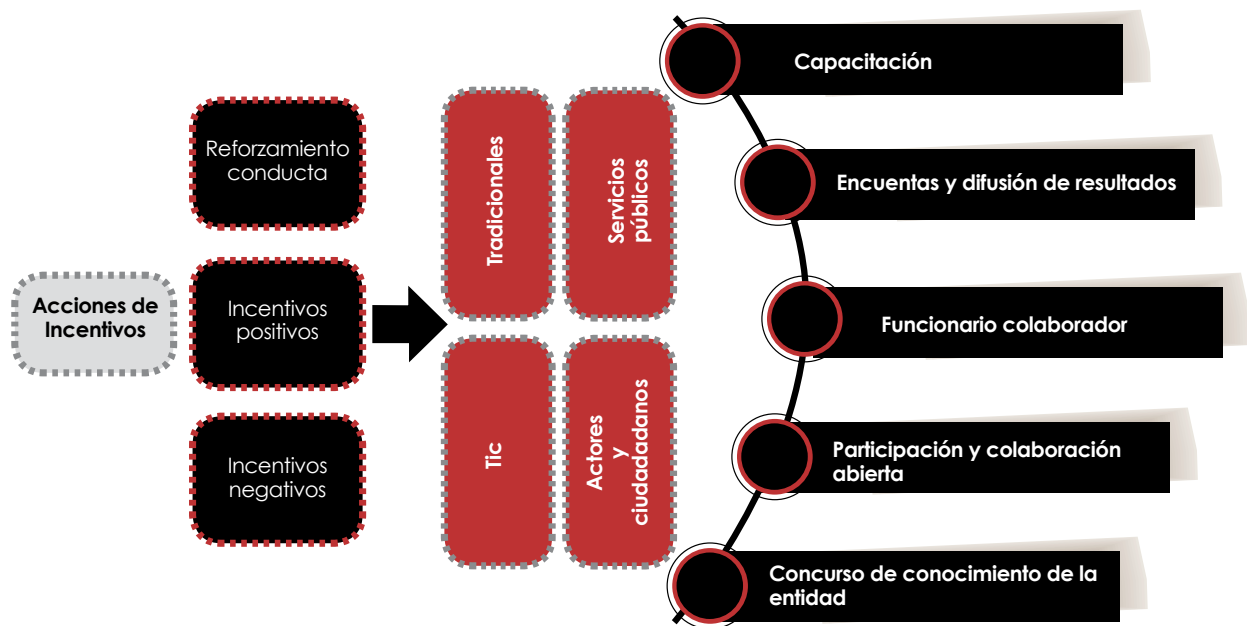 Acciones de
Incentivos
Reforzamiento
conducta
Incentivos
positivos
Incentivos
negativos
Tradicionales
Servicios
públicos
Tic
Actores
y
ciudadadanos
Capacitación
Encuentas y difusión de resultados
Funcionario colaborador
Participación y colaboración
abierta
Concurso de conocimiento de la
entidad